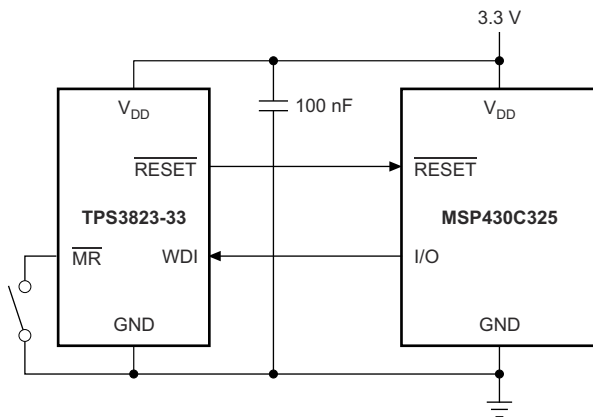 3.3 V
100 nF
V_DD
RESET
TPS3823-33
MR WDI
GND
V_DD
RESET
MSP430C325
I/O
GND